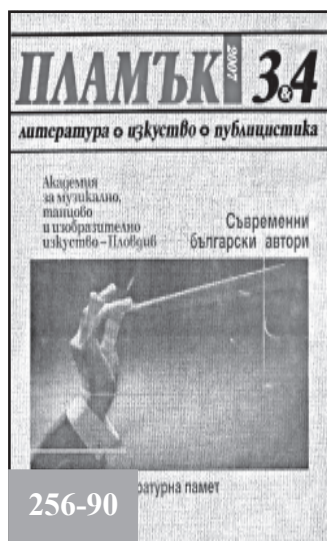 ПЛАМЪК 2007 3&4
литература о изкуство о публицистика
Академия
за музикално,
танцово
и изобразително
изкуство – Пловдив
Съвременни
български автори
256-90
памет